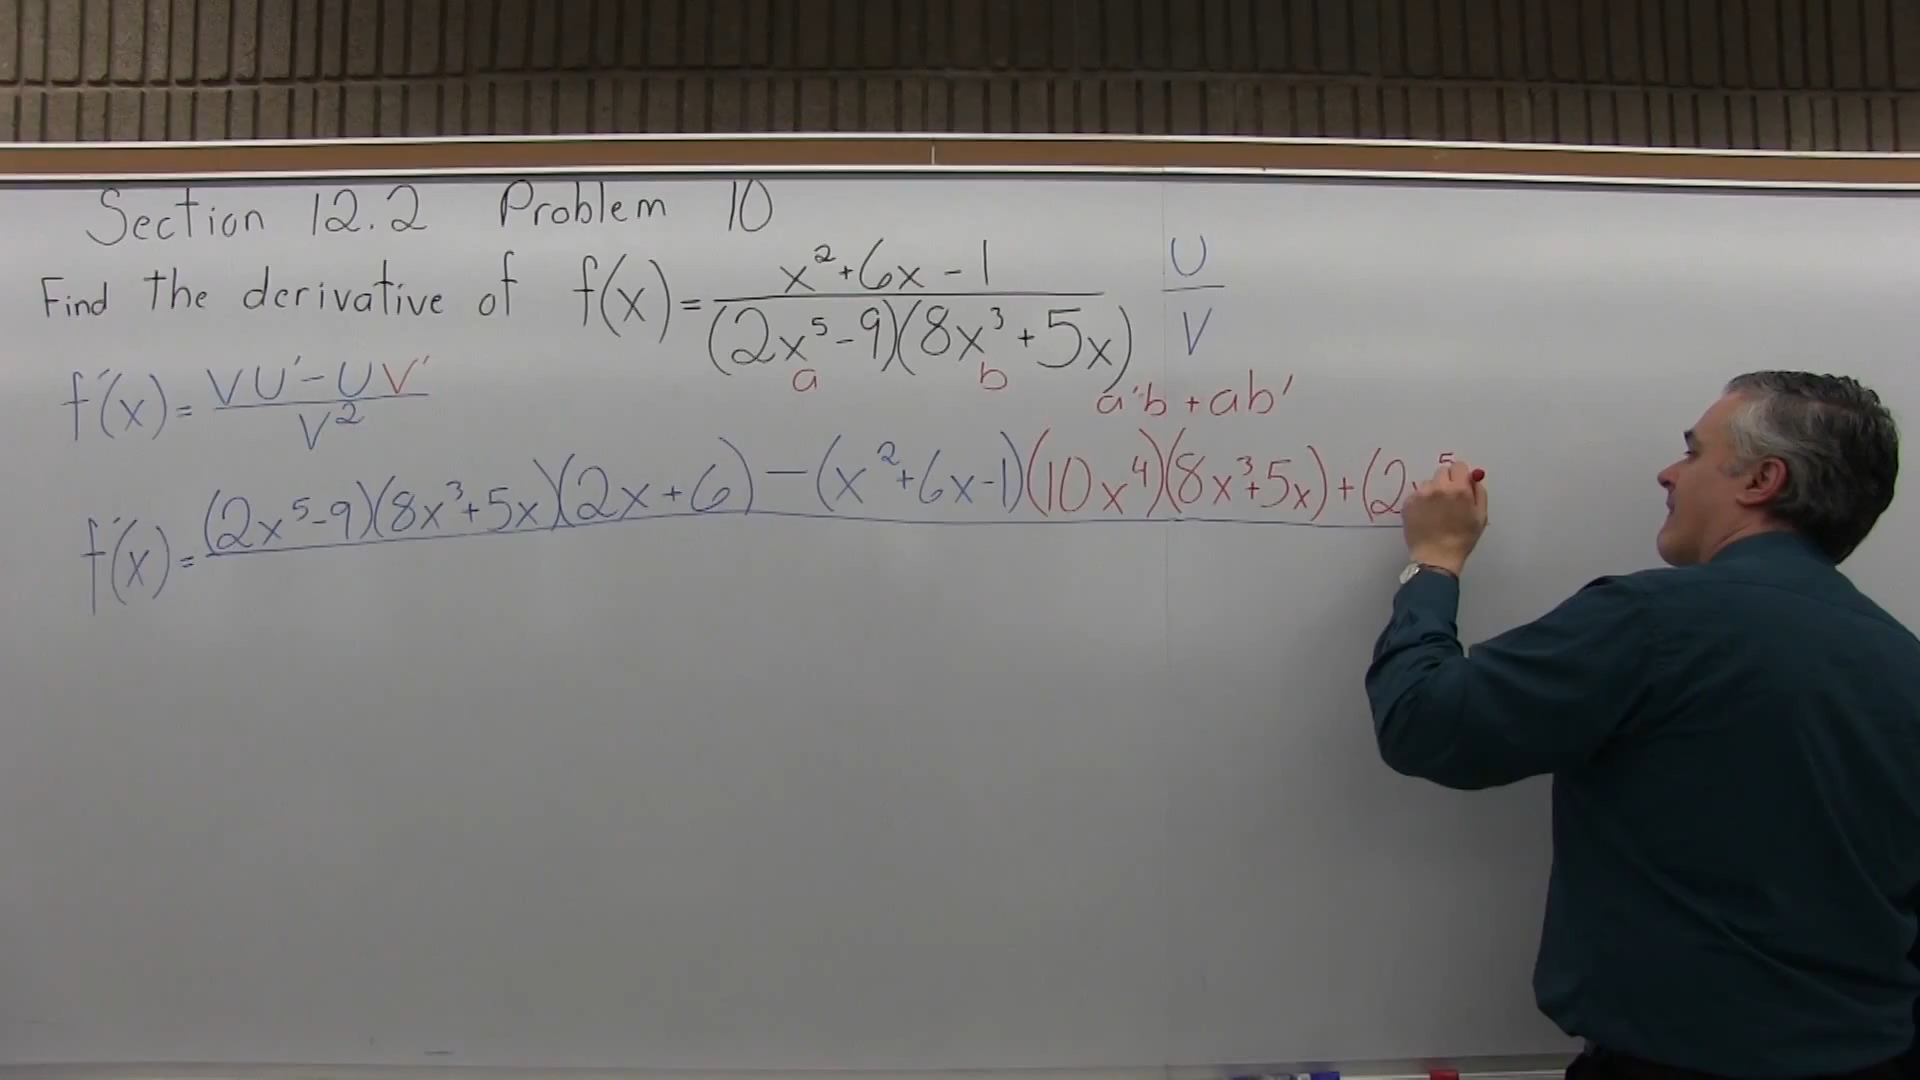 Section 12.2 Problem 10
Find the derivative of f(x) = x²+6x-1 / (2x⁵-9)(8x³+5x)
U / V
a b
f'(x) = VU' - UV' / V²
a'b + ab'
f'(x) = (2x⁵-9)(8x³+5x)(2x+6) - (x²+6x-1)(10x⁴)(8x³+5x) + (2x⁵